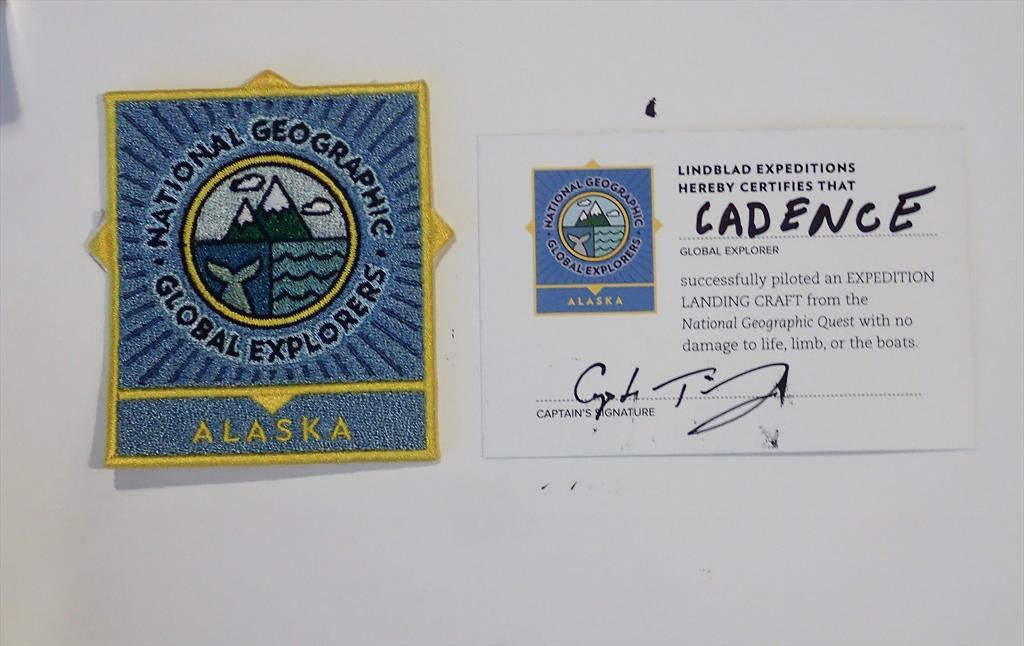 NATIONAL GEOGRAPHIC
GLOBAL EXPLORERS
ALASKA
NATIONAL GEOGRAPHIC
GLOBAL EXPLORERS
ALASKA
LINDBLAD EXPEDITIONS
HEREBY CERTIFIES THAT
CADENCE
GLOBAL EXPLORER
successfully piloted an EXPEDITION
LANDING CRAFT from the
National Geographic Quest with no
damage to life, limb, or the boats.
CAPTAIN'S SIGNATURE